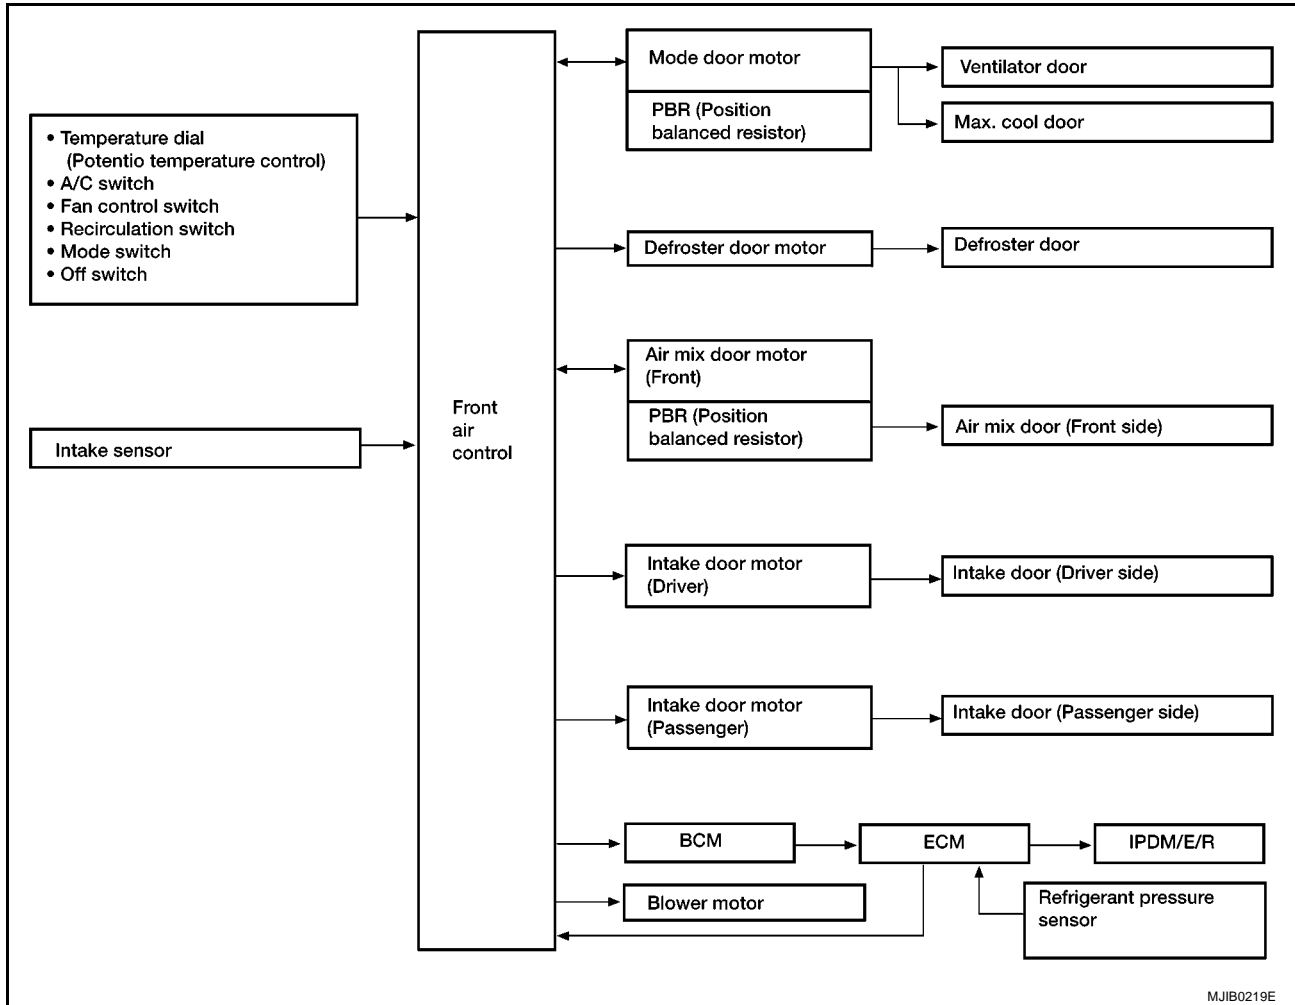 • Temperature dial
(Potentio temperature control)
• A/C switch
• Fan control switch
• Recirculation switch
• Mode switch
• Off switch
Intake sensor
Front
air
control
Mode door motor
PBR (Position
balanced resistor)
Ventilator door
Max. cool door
Defroster door motor
Defroster door
Air mix door motor
(Front)
PBR (Position
balanced resistor)
Air mix door (Front side)
Intake door motor
(Driver)
Intake door (Driver side)
Intake door motor
(Passenger)
Intake door (Passenger side)
BCM
ECM
IPDM/E/R
Blower motor
Refrigerant pressure
sensor
MJIB0219E